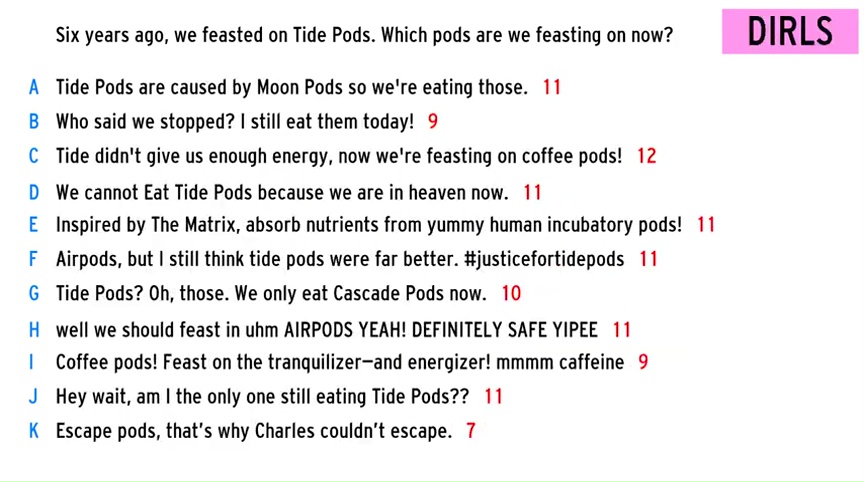 Six years ago, we feasted on Tide Pods. Which pods are we feasting on now?
DIRLS
A Tide Pods are caused by Moon Pods so we're eating those. 11
B Who said we stopped? I still eat them today! 9
C Tide didn't give us enough energy, now we're feasting on coffee pods! 12
D We cannot Eat Tide Pods because we are in heaven now. 11
E Inspired by The Matrix, absorb nutrients from yummy human incubatory pods! 11
F Airpods, but I still think tide pods were far better. #justicefortidepods 11
G Tide Pods? Oh, those. We only eat Cascade Pods now. 10
H well we should feast in uhm AIRPODS YEAH! DEFINITELY SAFE YIPEE 11
I Coffee pods! Feast on the tranquilizer—and energizer! mmmm caffeine 9
J Hey wait, am I the only one still eating Tide Pods?? 11
K Escape pods, that’s why Charles couldn’t escape. 7